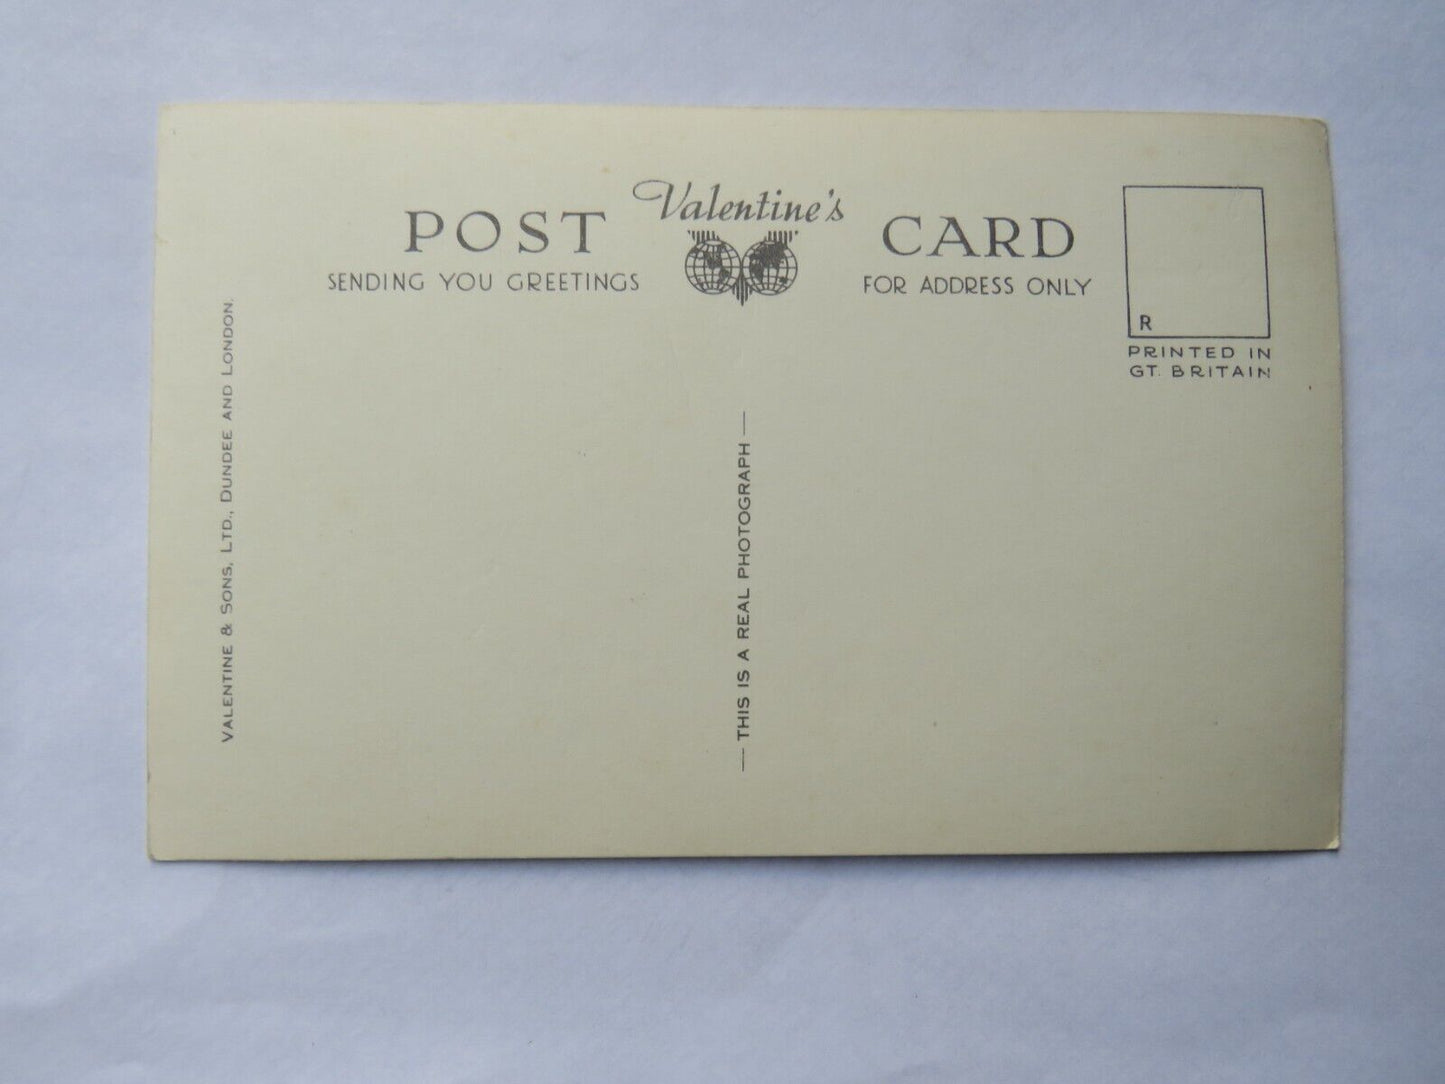 POST Valentine's CARD
SENDING YOU GREETINGS
FOR ADDRESS ONLY
R
PRINTED IN
GT. BRITAIN
VALENTINE & SONS, LTD., DUNDEE AND LONDON.
— THIS IS A REAL PHOTOGRAPH —